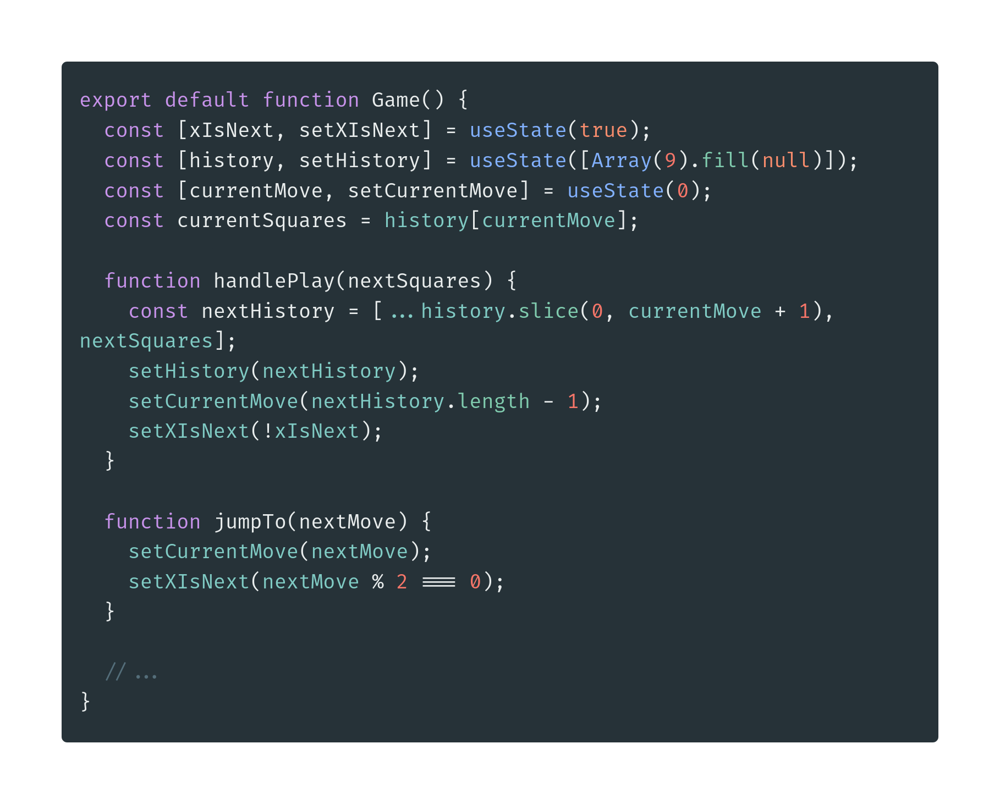 export default function Game() {
  const [xIsNext, setXIsNext] = useState(true);
  const [history, setHistory] = useState([Array(9).fill(null)]);
  const [currentMove, setCurrentMove] = useState(0);
  const currentSquares = history[currentMove];

  function handlePlay(nextSquares) {
    const nextHistory = [...history.slice(0, currentMove + 1),
nextSquares];
    setHistory(nextHistory);
    setCurrentMove(nextHistory.length - 1);
    setXIsNext(!xIsNext);
  }

  function jumpTo(nextMove) {
    setCurrentMove(nextMove);
    setXIsNext(nextMove % 2 === 0);
  }

  //...
}